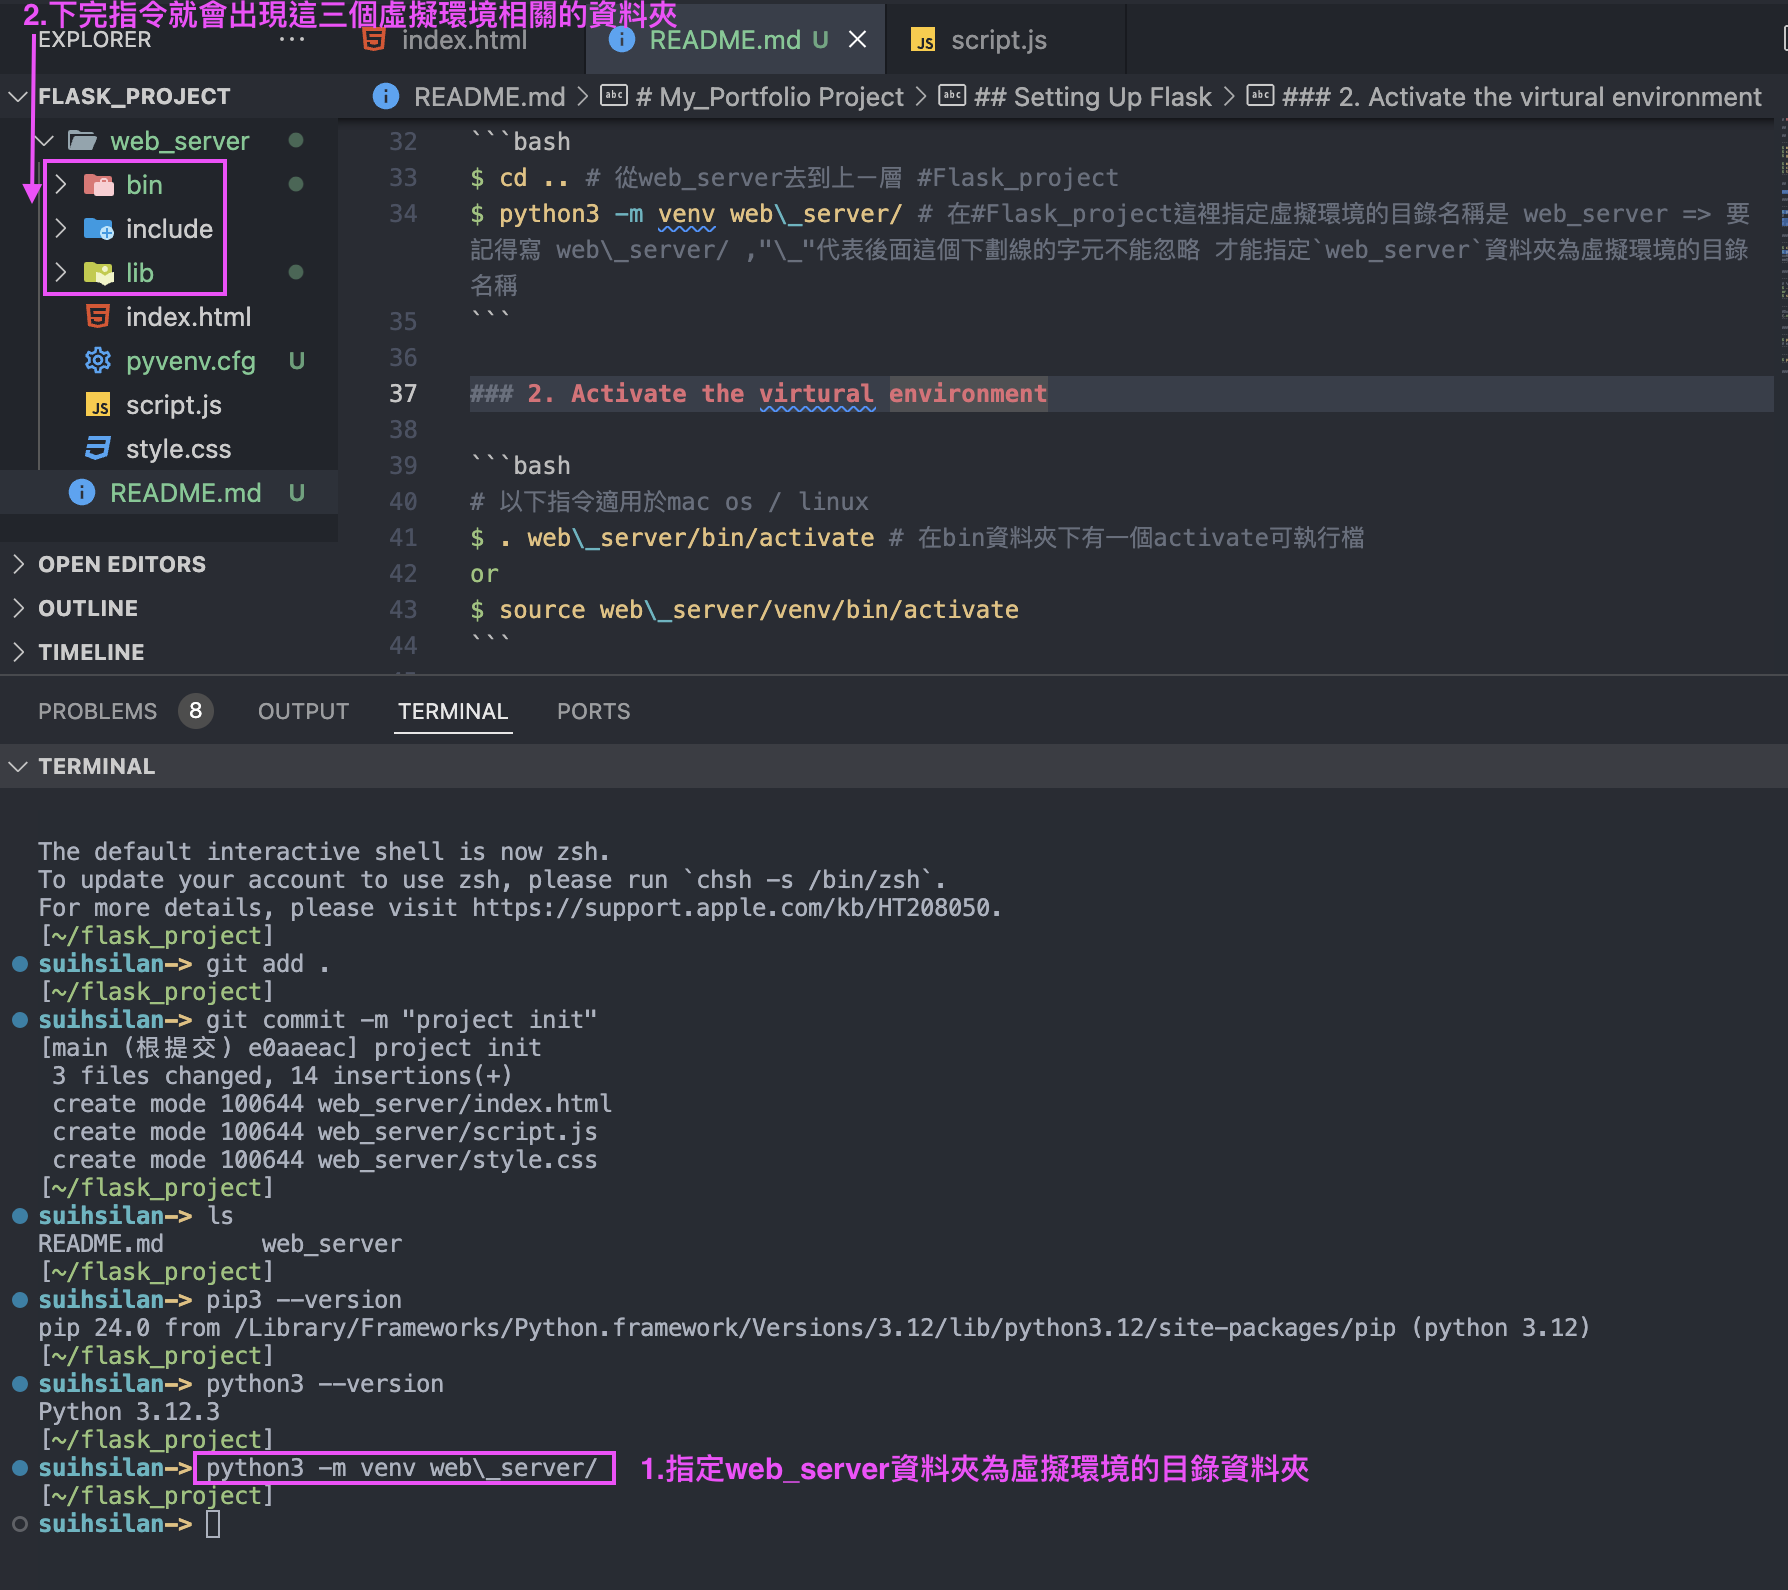 2.下完指令就會出現這三個虛擬環境相關的資料夾
EXPLORER ···
index.html
README.md U
JS script.js
FLASK_PROJECT
README.md > abc # My_Portfolio Project > abc ## Setting Up Flask > abc ### 2. Activate the virtural environment
web_server
bin
include
lib
index.html
pyvenv.cfg U
JS script.js
style.css
README.md U
OPEN EDITORS
OUTLINE
TIMELINE
32 ```bash
33 $ cd .. # 從web_server去到上一層 #Flask_project
34 $ python3 -m venv web\_server/ # 在#Flask_project這裡指定虛擬環境的目錄名稱是 web_server => 要
記得寫 web\_server/ ,"\_"代表後面這個下劃線的字元不能忽略 才能指定`web_server`資料夾為虛擬環境的目錄
名稱
35 ```
36
37 ### 2. Activate the virtural environment
38
39 ```bash
40 # 以下指令適用於mac os / linux
41 $ . web\_server/bin/activate # 在bin資料夾下有一個activate可執行檔
42 or
43 $ source web\_server/venv/bin/activate
44 ```
PROBLEMS 8 OUTPUT TERMINAL PORTS
TERMINAL
The default interactive shell is now zsh.
To update your account to use zsh, please run `chsh -s /bin/zsh`.
For more details, please visit https://support.apple.com/kb/HT208050.
[~/flask_project]
suihsilan—> git add .
[~/flask_project]
suihsilan—> git commit -m "project init"
[main (根提交) e0aaeac] project init
3 files changed, 14 insertions(+)
create mode 100644 web_server/index.html
create mode 100644 web_server/script.js
create mode 100644 web_server/style.css
[~/flask_project]
suihsilan—> ls
README.md web_server
[~/flask_project]
suihsilan—> pip3 --version
pip 24.0 from /Library/Frameworks/Python.framework/Versions/3.12/lib/python3.12/site-packages/pip (python 3.12)
[~/flask_project]
suihsilan—> python3 --version
Python 3.12.3
[~/flask_project]
suihsilan—> python3 -m venv web\_server/ 1.指定web_server資料夾為虛擬環境的目錄資料夾
[~/flask_project]
suihsilan—>